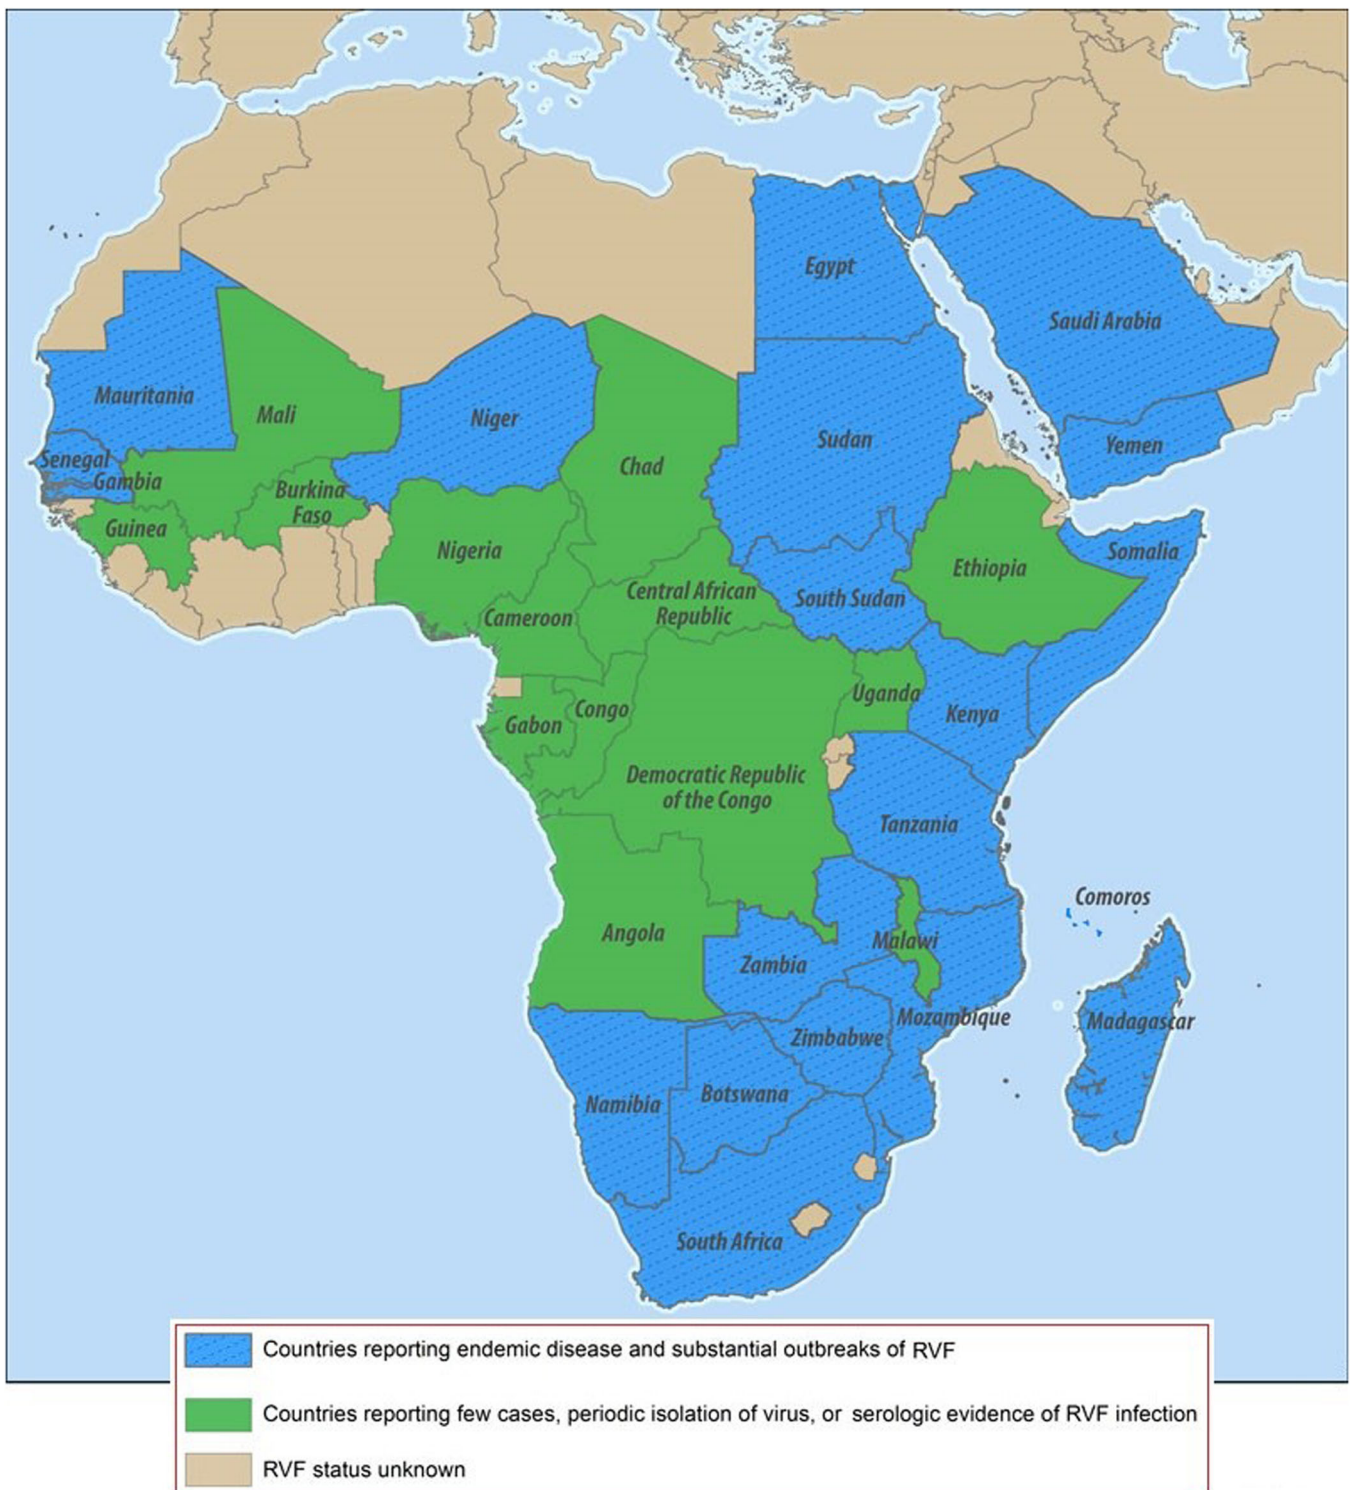 Egypt
Saudi Arabia
Mauritania
Mali
Niger
Sudan
Yemen
Senegal
Gambia
Chad
Burkina
Faso
Guinea
Nigeria
Somalia
Ethiopia
Central African
Republic
South Sudan
Cameroon
Uganda
Kenya
Gabon
Congo
Democratic Republic
of the Congo
Tanzania
Comoros
Angola
Malawi
Zambia
Mozambique
Madagascar
Zimbabwe
Namibia
Botswana
South Africa
Countries reporting endemic disease and substantial outbreaks of RVF
Countries reporting few cases, periodic isolation of virus, or serologic evidence of RVF infection
RVF status unknown